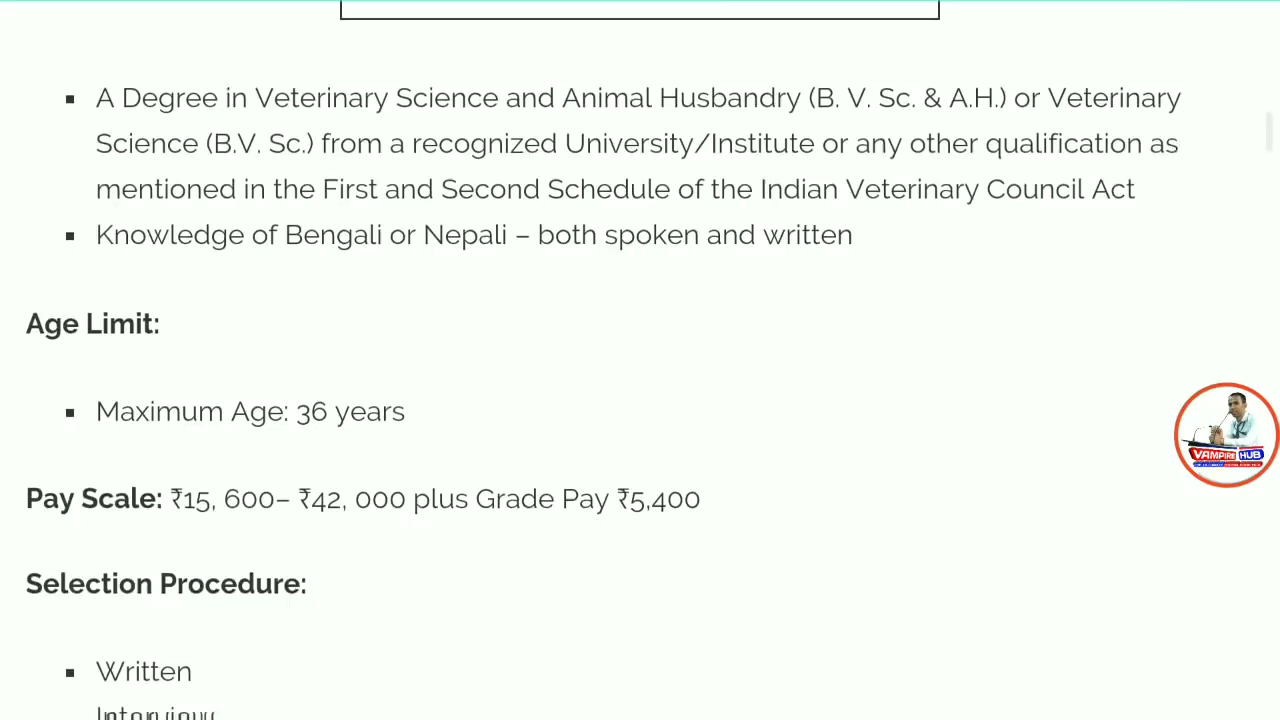 A Degree in Veterinary Science and Animal Husbandry (B. V. Sc. & A.H.) or Veterinary
Science (B.V. Sc.) from a recognized University/Institute or any other qualification as
mentioned in the First and Second Schedule of the Indian Veterinary Council Act
Knowledge of Bengali or Nepali – both spoken and written
Age Limit:
Maximum Age: 36 years
VAMPIRE HUB
Pay Scale: ₹15, 600– ₹42, 000 plus Grade Pay ₹5,400
Selection Procedure:
Written
Interview